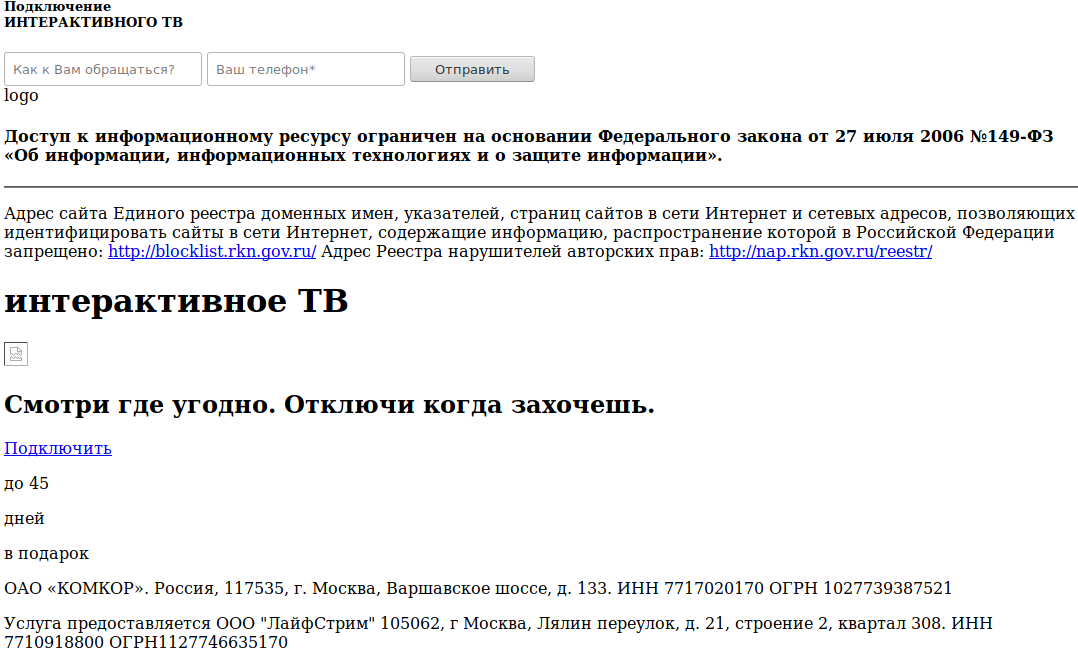 Подключение
ИНТЕРАКТИВНОГО ТВ
Как к Вам обращаться? Ваш телефон* Отправить
logo
Доступ к информационному ресурсу ограничен на основании Федерального закона от 27 июля 2006 №149-ФЗ
«Об информации, информационных технологиях и о защите информации».
Адрес сайта Единого реестра доменных имен, указателей, страниц сайтов в сети Интернет и сетевых адресов, позволяющих
идентифицировать сайты в сети Интернет, содержащие информацию, распространение которой в Российской Федерации
запрещено: http://blocklist.rkn.gov.ru/ Адрес Реестра нарушителей авторских прав: http://nap.rkn.gov.ru/reestr/
интерактивное ТВ
Смотри где угодно. Отключи когда захочешь.
Подключить
до 45
дней
в подарок
ОАО «КОМКОР». Россия, 117535, г. Москва, Варшавское шоссе, д. 133. ИНН 7717020170 ОГРН 1027739387521
Услуга предоставляется ООО "ЛайфСтрим" 105062, г Москва, Лялин переулок, д. 21, строение 2, квартал 308. ИНН
7710918800 ОГРН1127746635170